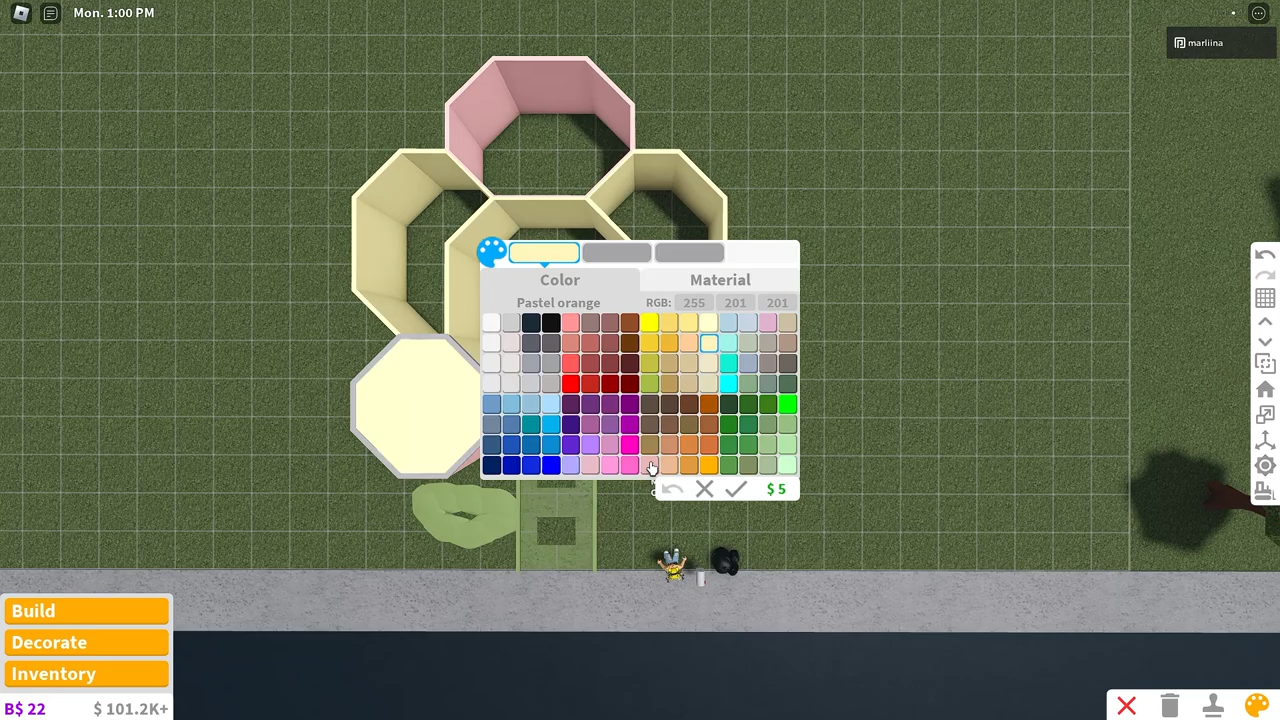 Mon. 1:00 PM
marliina
Color
Material
Pastel orange
RGB: 255 201 201
$ 5
Build
Decorate
Inventory
B$ 22
$ 101.2K+